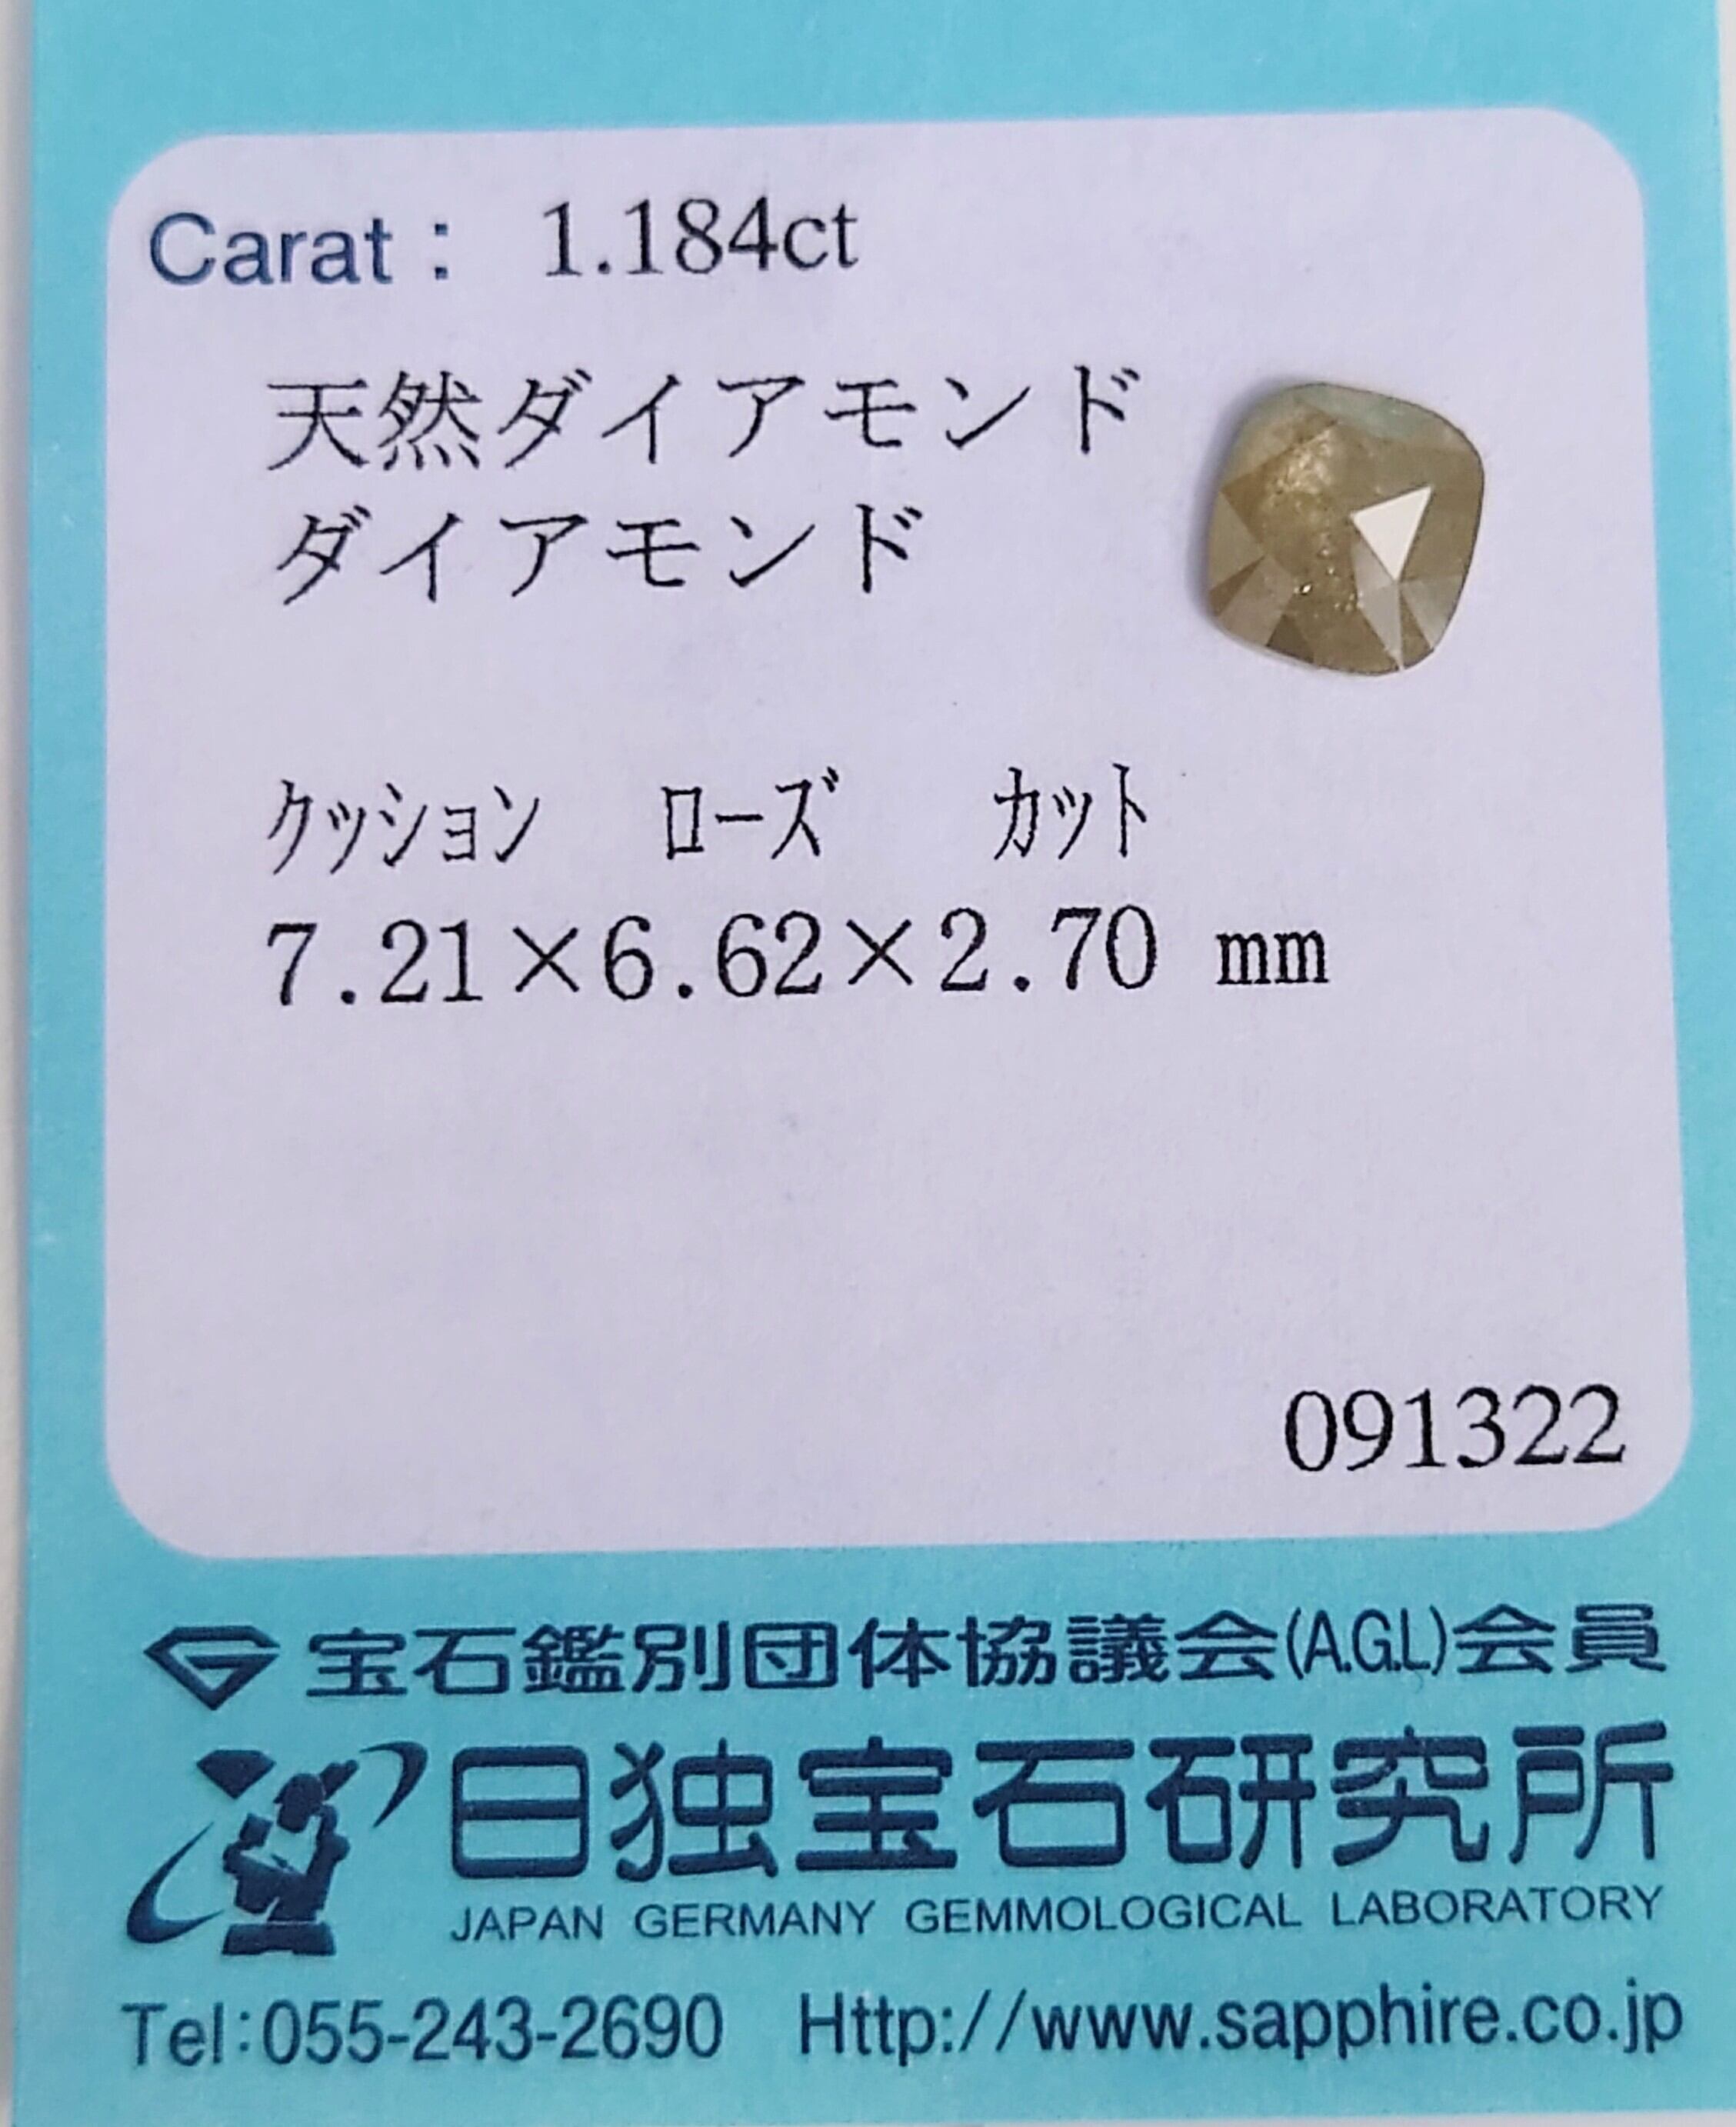 Carat : 1.184ct
天然ダイアモンド
ダイアモンド
ｸｯｼｮﾝ ﾛｰｽﾞ ｶｯﾄ
7.21×6.62×2.70 mm
091322
宝石鑑別団体協議会(A.G.L)会員
日独宝石研究所
JAPAN GERMANY GEMMOLOGICAL LABORATORY
Tel:055-243-2690 Http://www.sapphire.co.jp